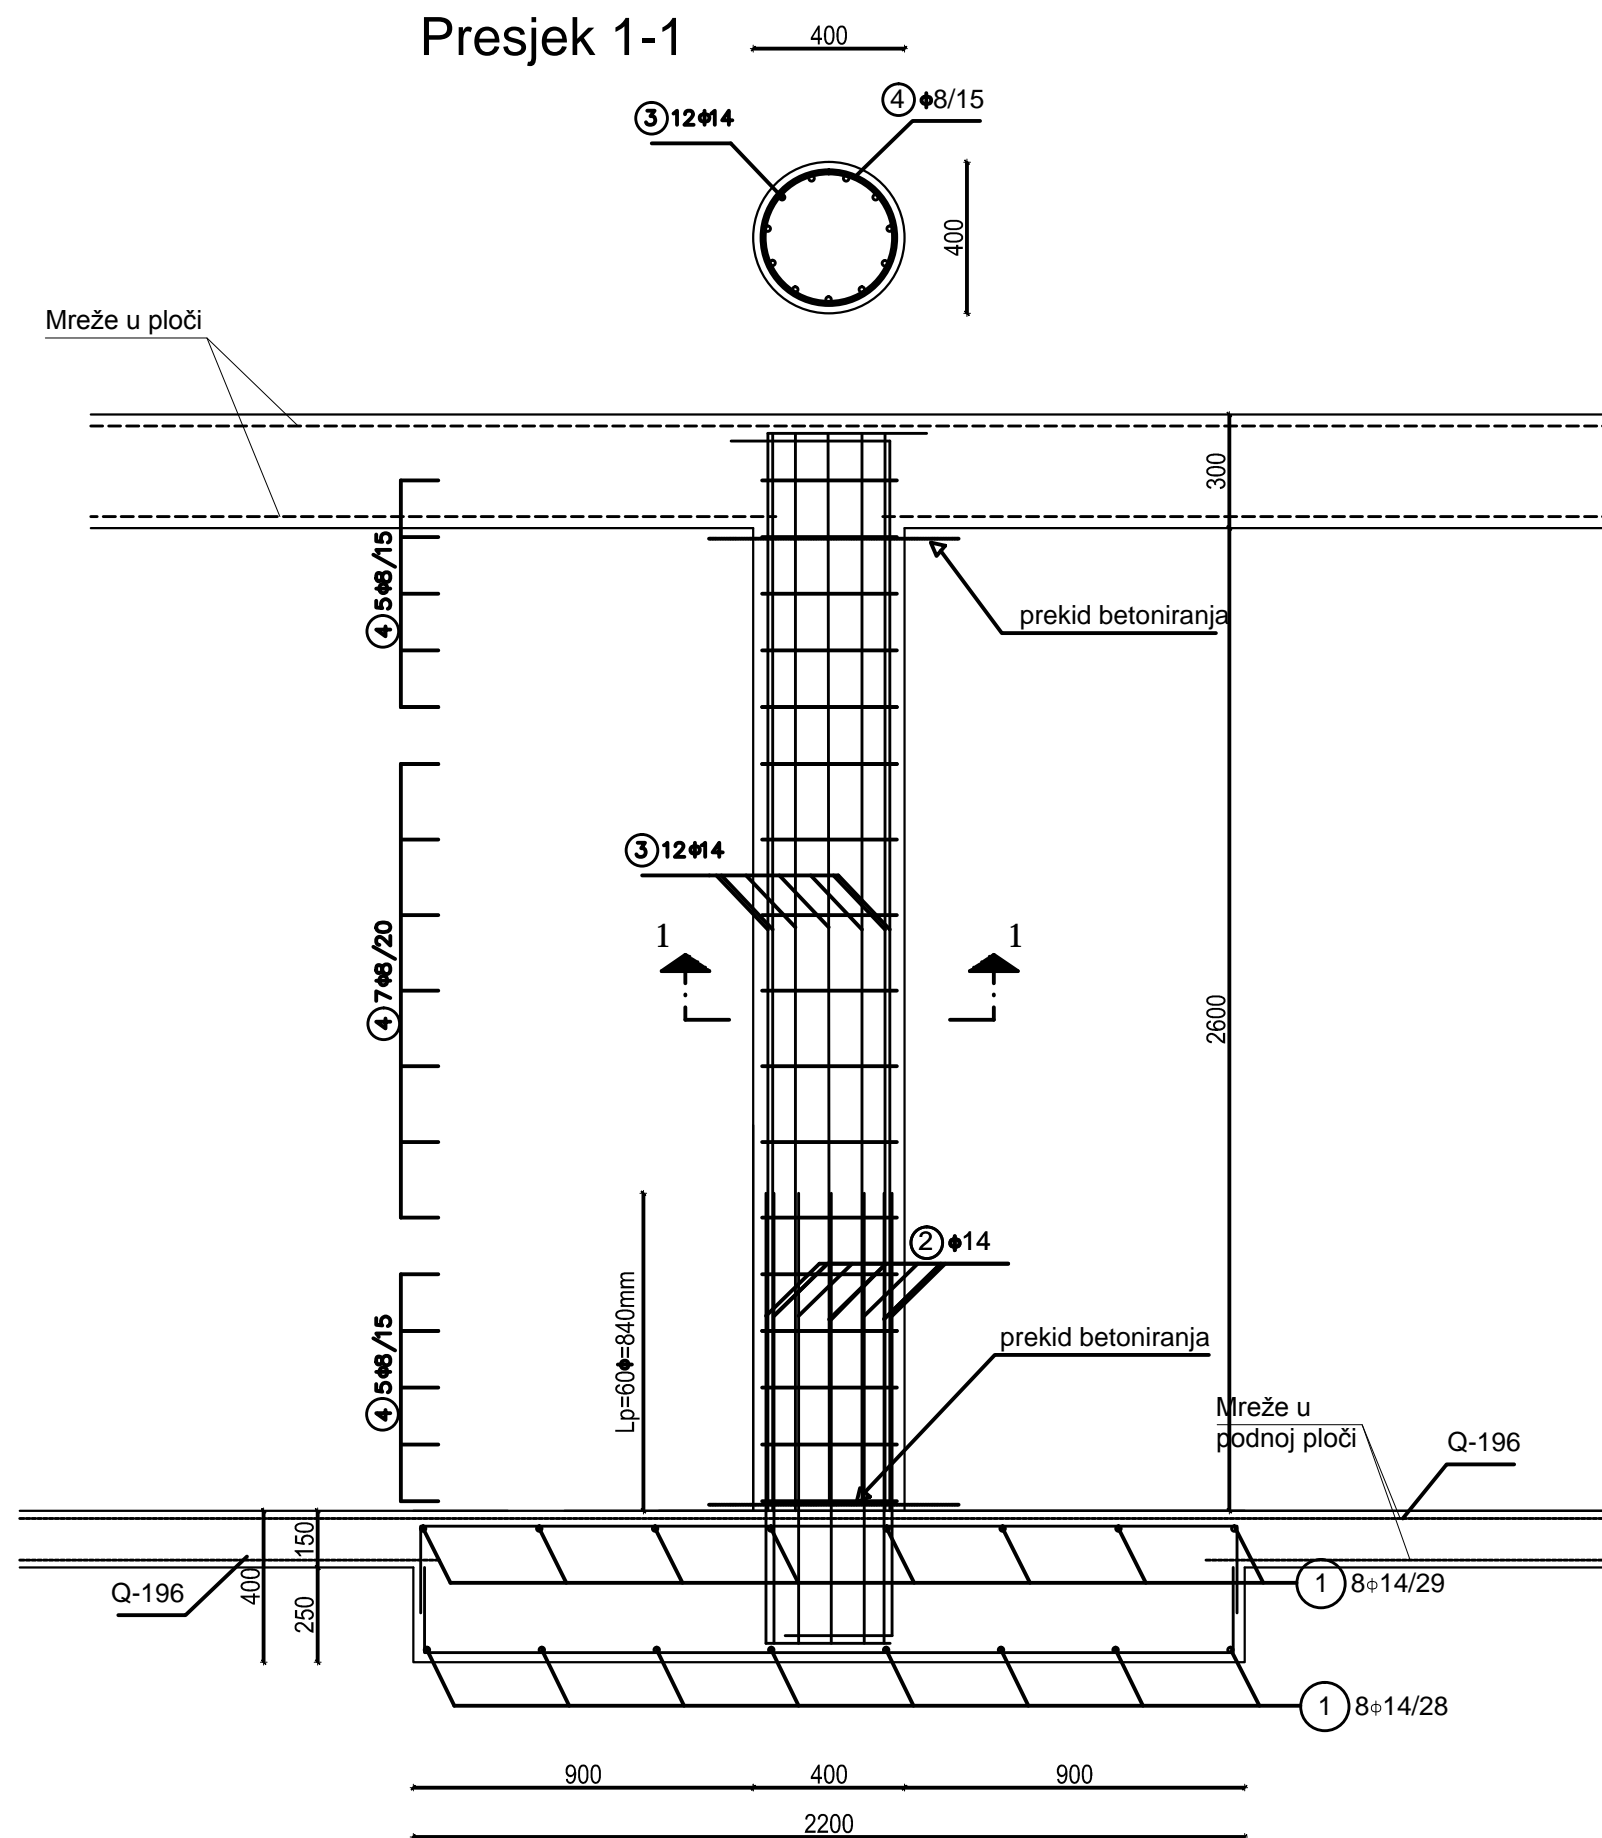 Presjek 1-1
400
4 ϕ8/15
3 12ϕ14
400
Mreže u ploči
300
4 5ϕ8/15
prekid betoniranja
3 12ϕ14
1
1
4 7ϕ8/20
2600
2 ϕ14
Lp=60ϕ=840mm
prekid betoniranja
4 5ϕ8/15
Mreže u
podnoj ploči
Q-196
150
400
250
Q-196
1 8ϕ14/29
1 8ϕ14/28
900
400
900
2200